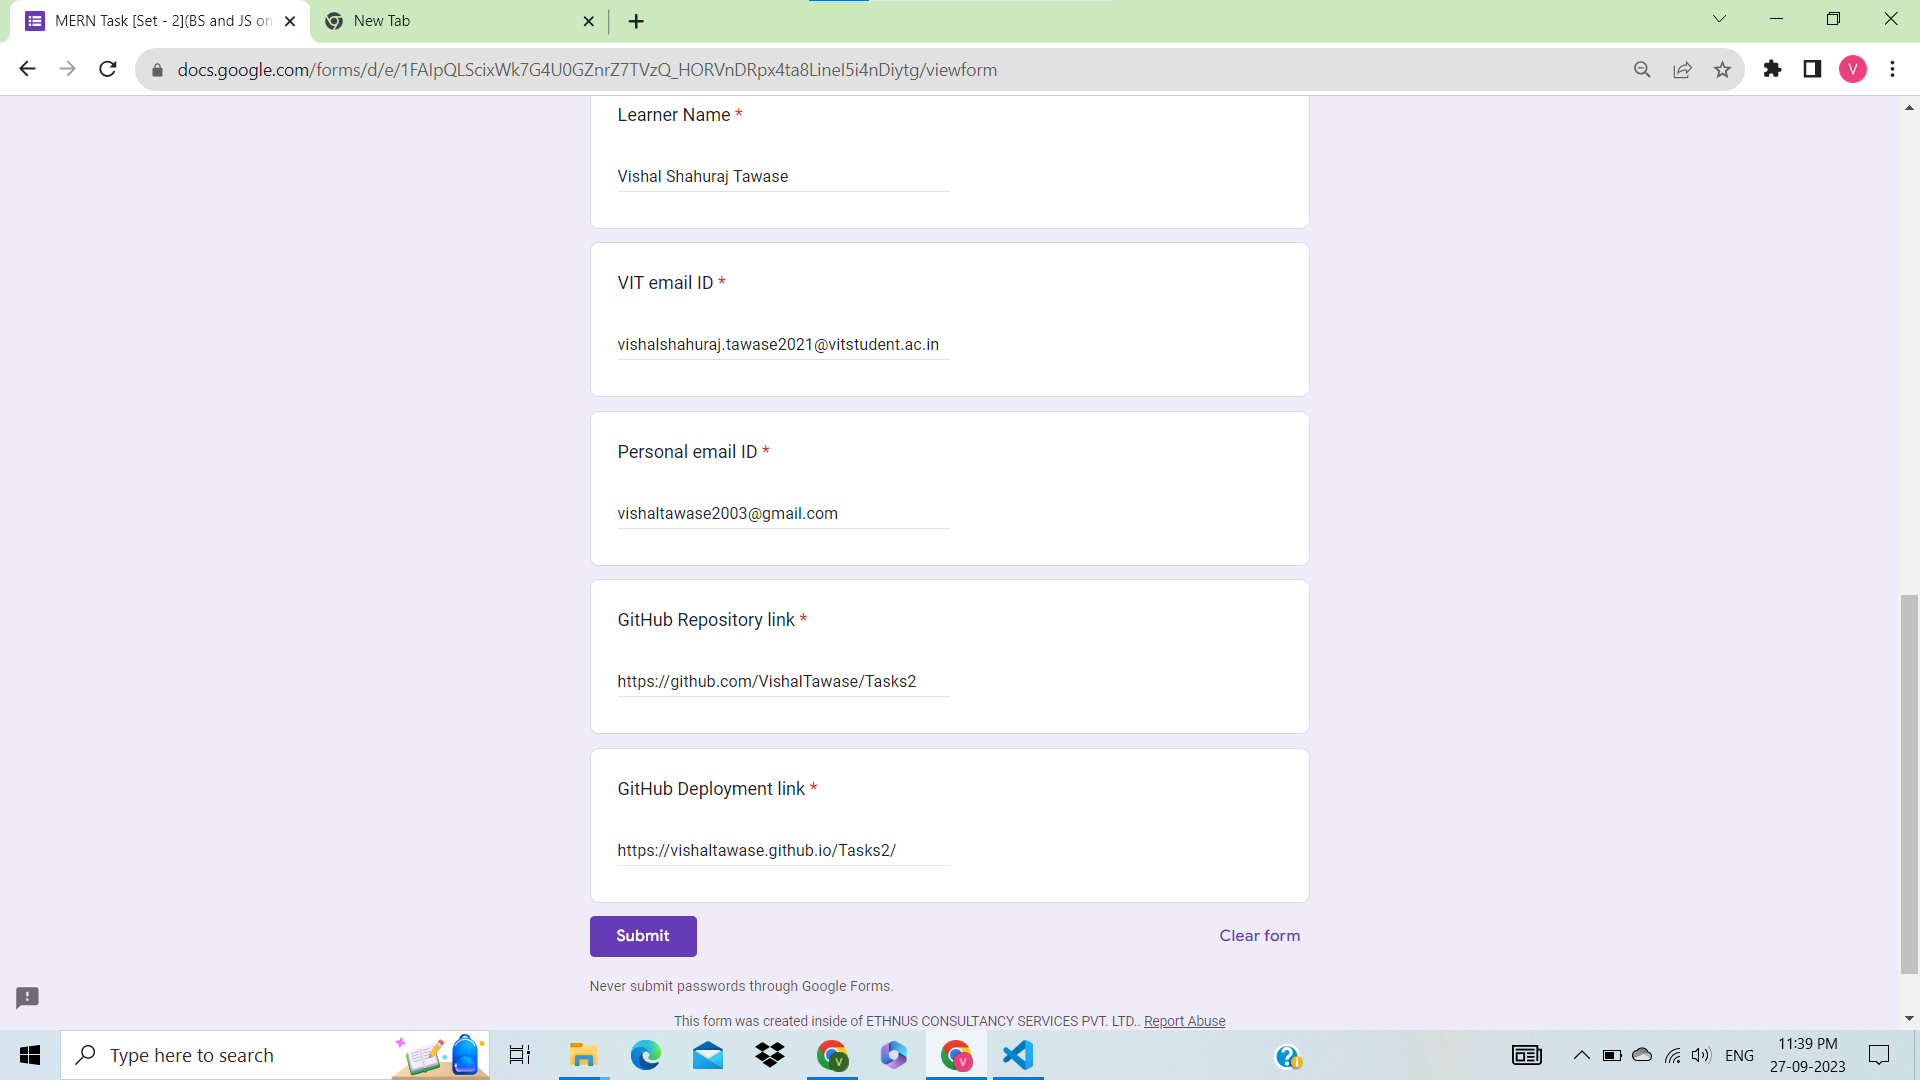 MERN Task [Set - 2](BS and JS on
New Tab
docs.google.com/forms/d/e/1FAIpQLScixWk7G4U0GZnrZ7TVzQ_HORVnDRpx4ta8LineI5i4nDiytg/viewform
V
Learner Name *
Vishal Shahuraj Tawase
VIT email ID *
vishalshahuraj.tawase2021@vitstudent.ac.in
Personal email ID *
vishaltawase2003@gmail.com
GitHub Repository link *
https://github.com/VishalTawase/Tasks2
GitHub Deployment link *
https://vishaltawase.github.io/Tasks2/
Submit
Clear form
Never submit passwords through Google Forms.
This form was created inside of ETHNUS CONSULTANCY SERVICES PVT. LTD.. Report Abuse
Type here to search
V
V
ENG
11:39 PM
27-09-2023